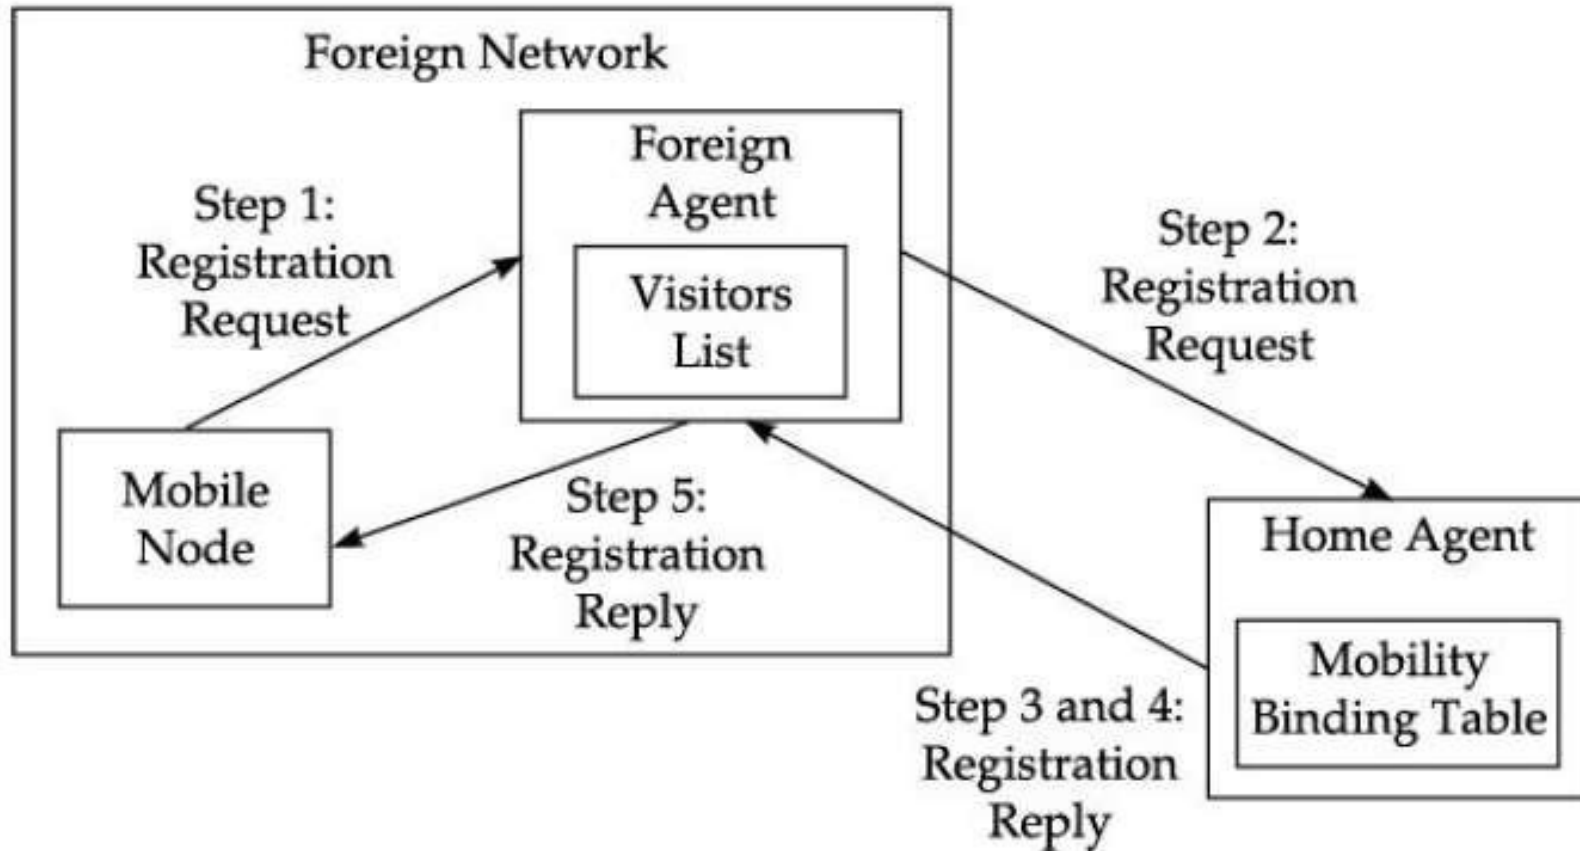 Foreign Network
Foreign
Agent
Visitors
List
Step 1:
Registration
Request
Mobile
Node
Step 2:
Registration
Request
Home Agent
Mobility
Binding Table
Step 3 and 4:
Registration
Reply
Step 5:
Registration
Reply